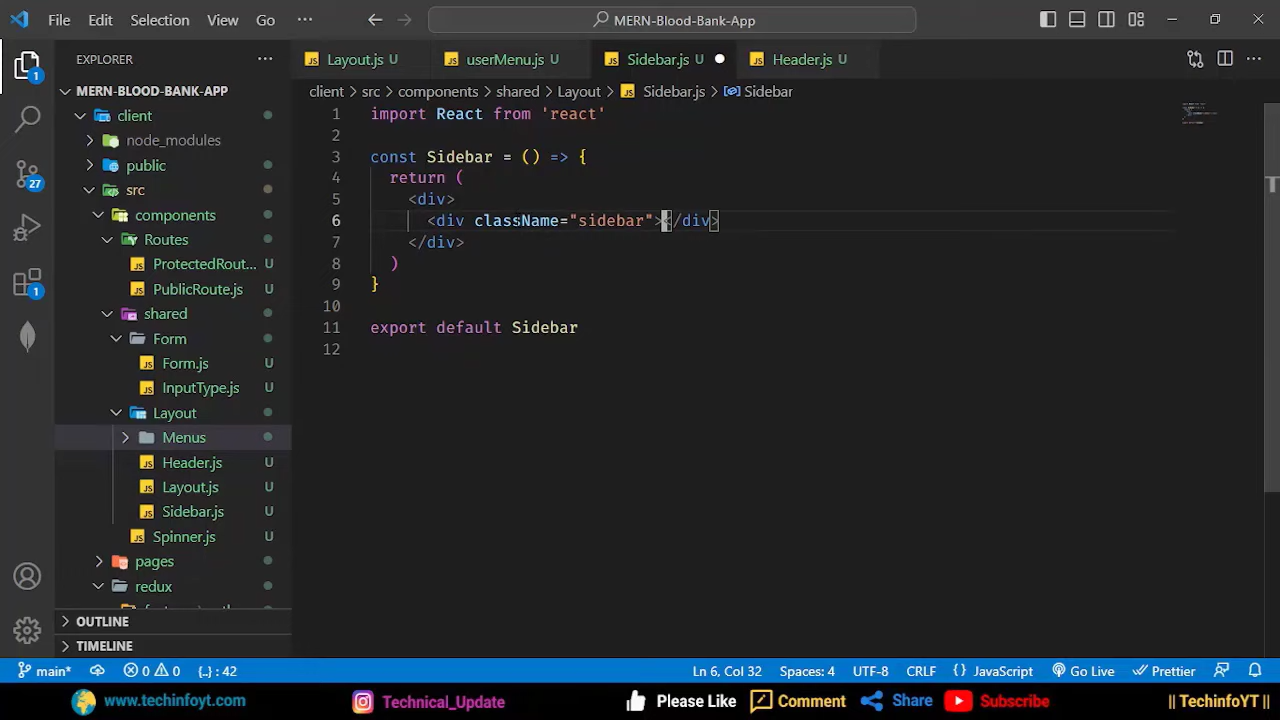 File Edit Selection View Go ··· MERN-Blood-Bank-App
EXPLORER ···
Layout.js U userMenu.js U Sidebar.js U Header.js U ···
MERN-BLOOD-BANK-APP
client > src > components > shared > Layout > Sidebar.js > Sidebar
client
node_modules
public
src
components
Routes
ProtectedRout... U
PublicRoute.js U
shared
Form
Form.js U
InputType.js U
Layout
Menus
Header.js U
Layout.js U
Sidebar.js U
Spinner.js U
pages
redux
OUTLINE
TIMELINE
1
27
1
1 import React from 'react'
2
3 const Sidebar = () => {
4 return (
5 <div>
6 <div className="sidebar"></div>
7 </div>
8 )
9 }
10
11 export default Sidebar
12
main* 0 0 {..} : 42 Ln 6, Col 32 Spaces: 4 UTF-8 CRLF {} JavaScript Go Live Prettier
www.techinfoyt.com Technical_Update Please Like Comment Share Subscribe || TechinfoYT ||